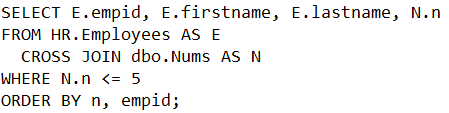 SELECT E.empid, E.firstname, E.lastname, N.n
FROM HR.Employees AS E
  CROSS JOIN dbo.Nums AS N
WHERE N.n <= 5
ORDER BY n, empid;